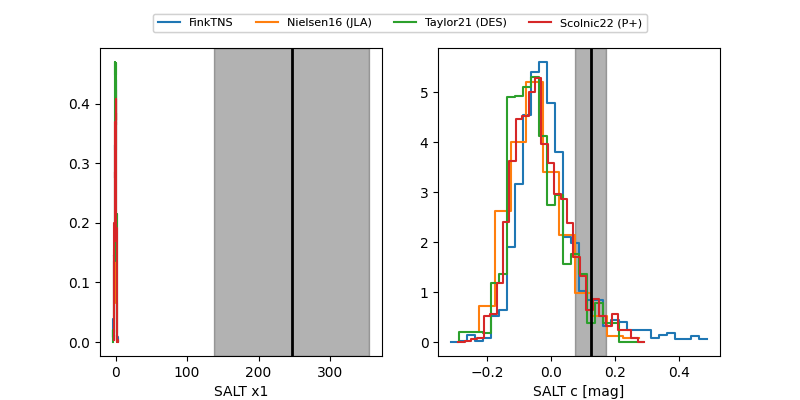 FinkTNS Nielsen16 (JLA) Taylor21 (DES) Scolnic22 (P+)
0.4
0.3
0.2
0.1
0.0
0 100 200 300
SALT x1
5
4
3
2
1
0
−0.2 0.0 0.2 0.4
SALT c [mag]